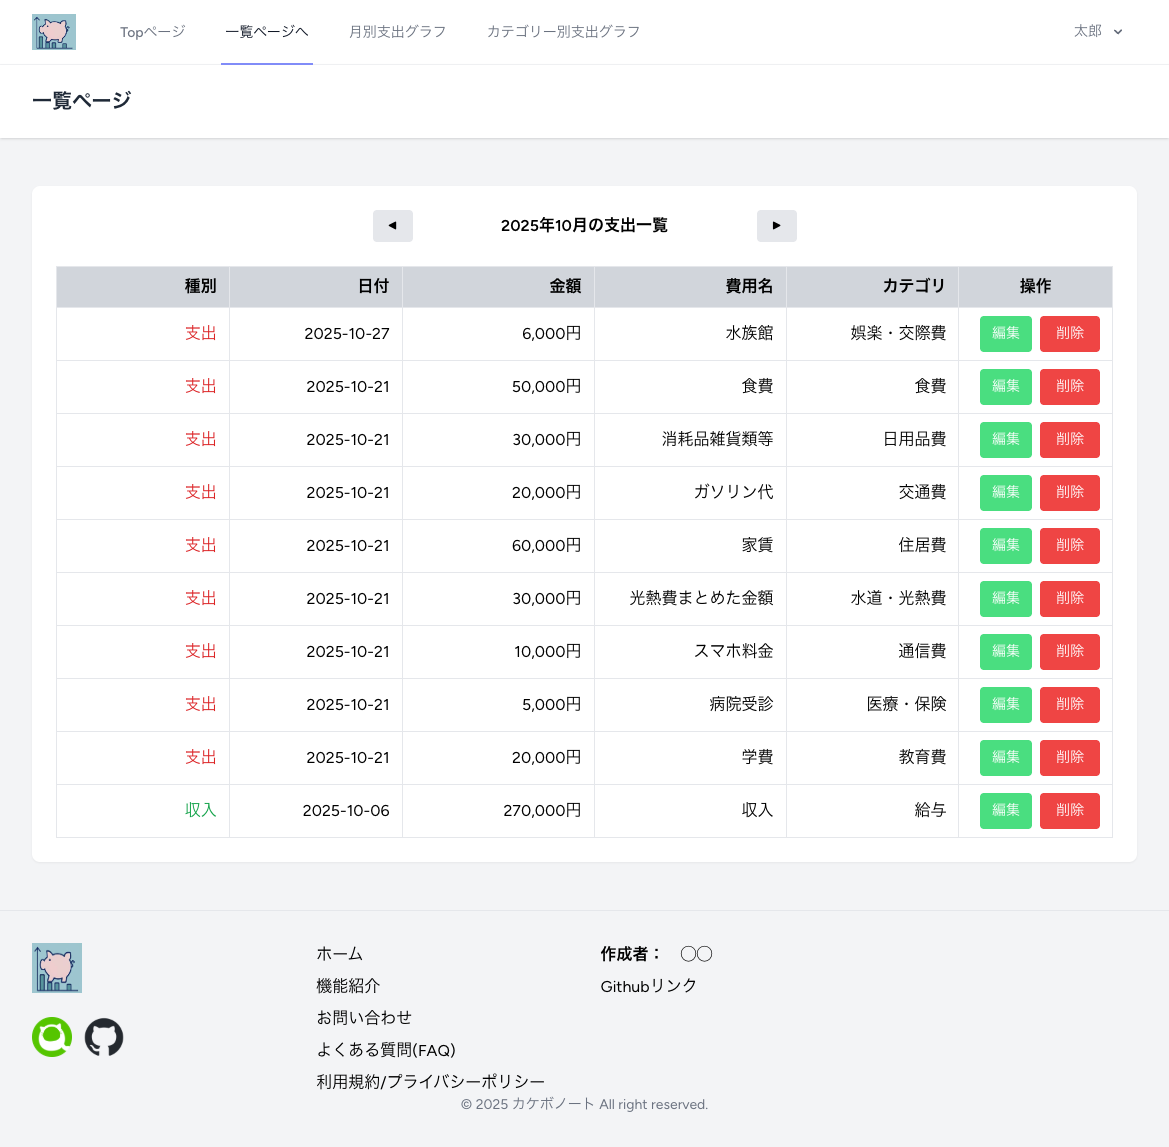 Topページ 一覧ページへ 月別支出グラフ カテゴリー別支出グラフ 太郎
一覧ページ
◄ 2025年10月の支出一覧 ►
種別 日付 金額 費用名 カテゴリ 操作
支出 2025-10-27 6,000円 水族館 娯楽・交際費 編集 削除
支出 2025-10-21 50,000円 食費 食費 編集 削除
支出 2025-10-21 30,000円 消耗品雑貨類等 日用品費 編集 削除
支出 2025-10-21 20,000円 ガソリン代 交通費 編集 削除
支出 2025-10-21 60,000円 家賃 住居費 編集 削除
支出 2025-10-21 30,000円 光熱費まとめた金額 水道・光熱費 編集 削除
支出 2025-10-21 10,000円 スマホ料金 通信費 編集 削除
支出 2025-10-21 5,000円 病院受診 医療・保険 編集 削除
支出 2025-10-21 20,000円 学費 教育費 編集 削除
収入 2025-10-06 270,000円 収入 給与 編集 削除
ホーム
機能紹介
お問い合わせ
よくある質問(FAQ)
利用規約/プライバシーポリシー
作成者： ◯◯
Githubリンク
© 2025 カケボノート All right reserved.